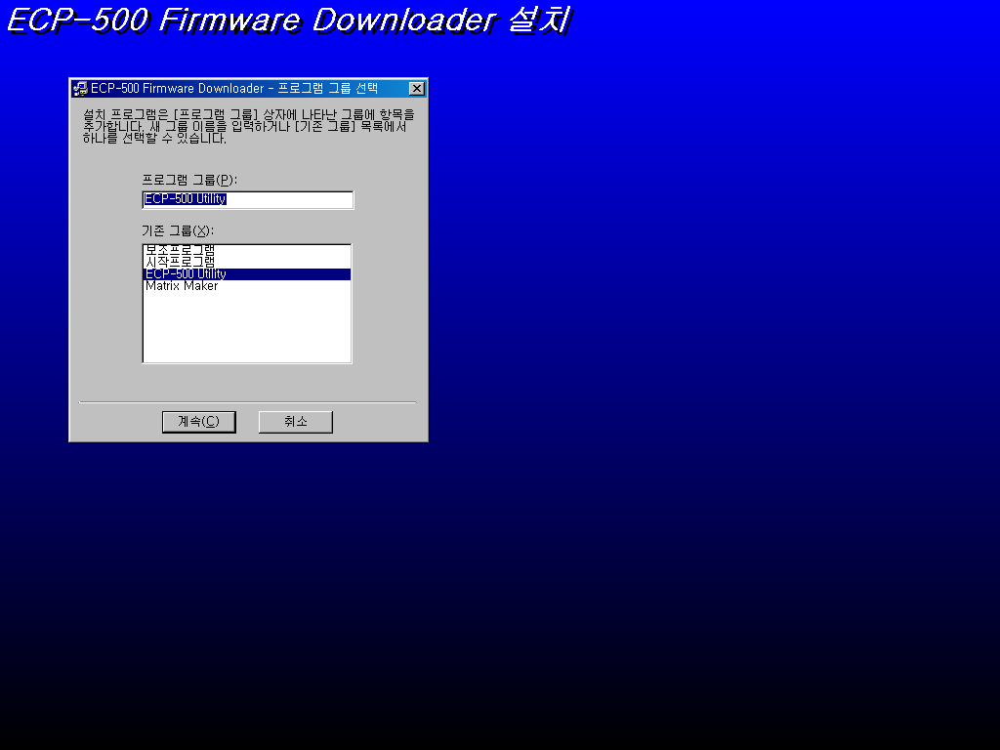 ECP-500 Firmware Downloader 설치
ECP-500 Firmware Downloader - 프로그램 그룹 선택
설치 프로그램은 [프로그램 그룹] 상자에 나타난 그룹에 항목을
추가합니다. 새 그룹 이름을 입력하거나 [기존 그룹] 목록에서
하나를 선택할 수 있습니다.
프로그램 그룹(P):
ECP-500 Utility
기존 그룹(X):
보조프로그램
시작프로그램
ECP-500 Utility
Matrix Maker
계속(C)
취소